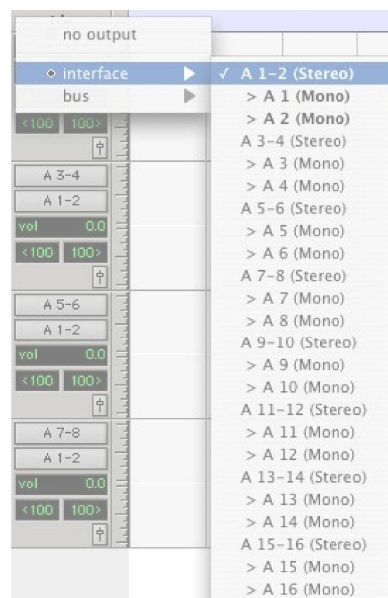 no output
interface
bus
<100 100>
A 3-4
A 1-2
vol 0.0
<100 100>
A 5-6
A 1-2
vol 0.0
<100 100>
A 7-8
A 1-2
vol 0.0
<100 100>
✓ A 1-2 (Stereo)
> A 1 (Mono)
> A 2 (Mono)
A 3-4 (Stereo)
> A 3 (Mono)
> A 4 (Mono)
A 5-6 (Stereo)
> A 5 (Mono)
> A 6 (Mono)
A 7-8 (Stereo)
> A 7 (Mono)
> A 8 (Mono)
A 9-10 (Stereo)
> A 9 (Mono)
> A 10 (Mono)
A 11-12 (Stereo)
> A 11 (Mono)
> A 12 (Mono)
A 13-14 (Stereo)
> A 13 (Mono)
> A 14 (Mono)
A 15-16 (Stereo)
> A 15 (Mono)
> A 16 (Mono)